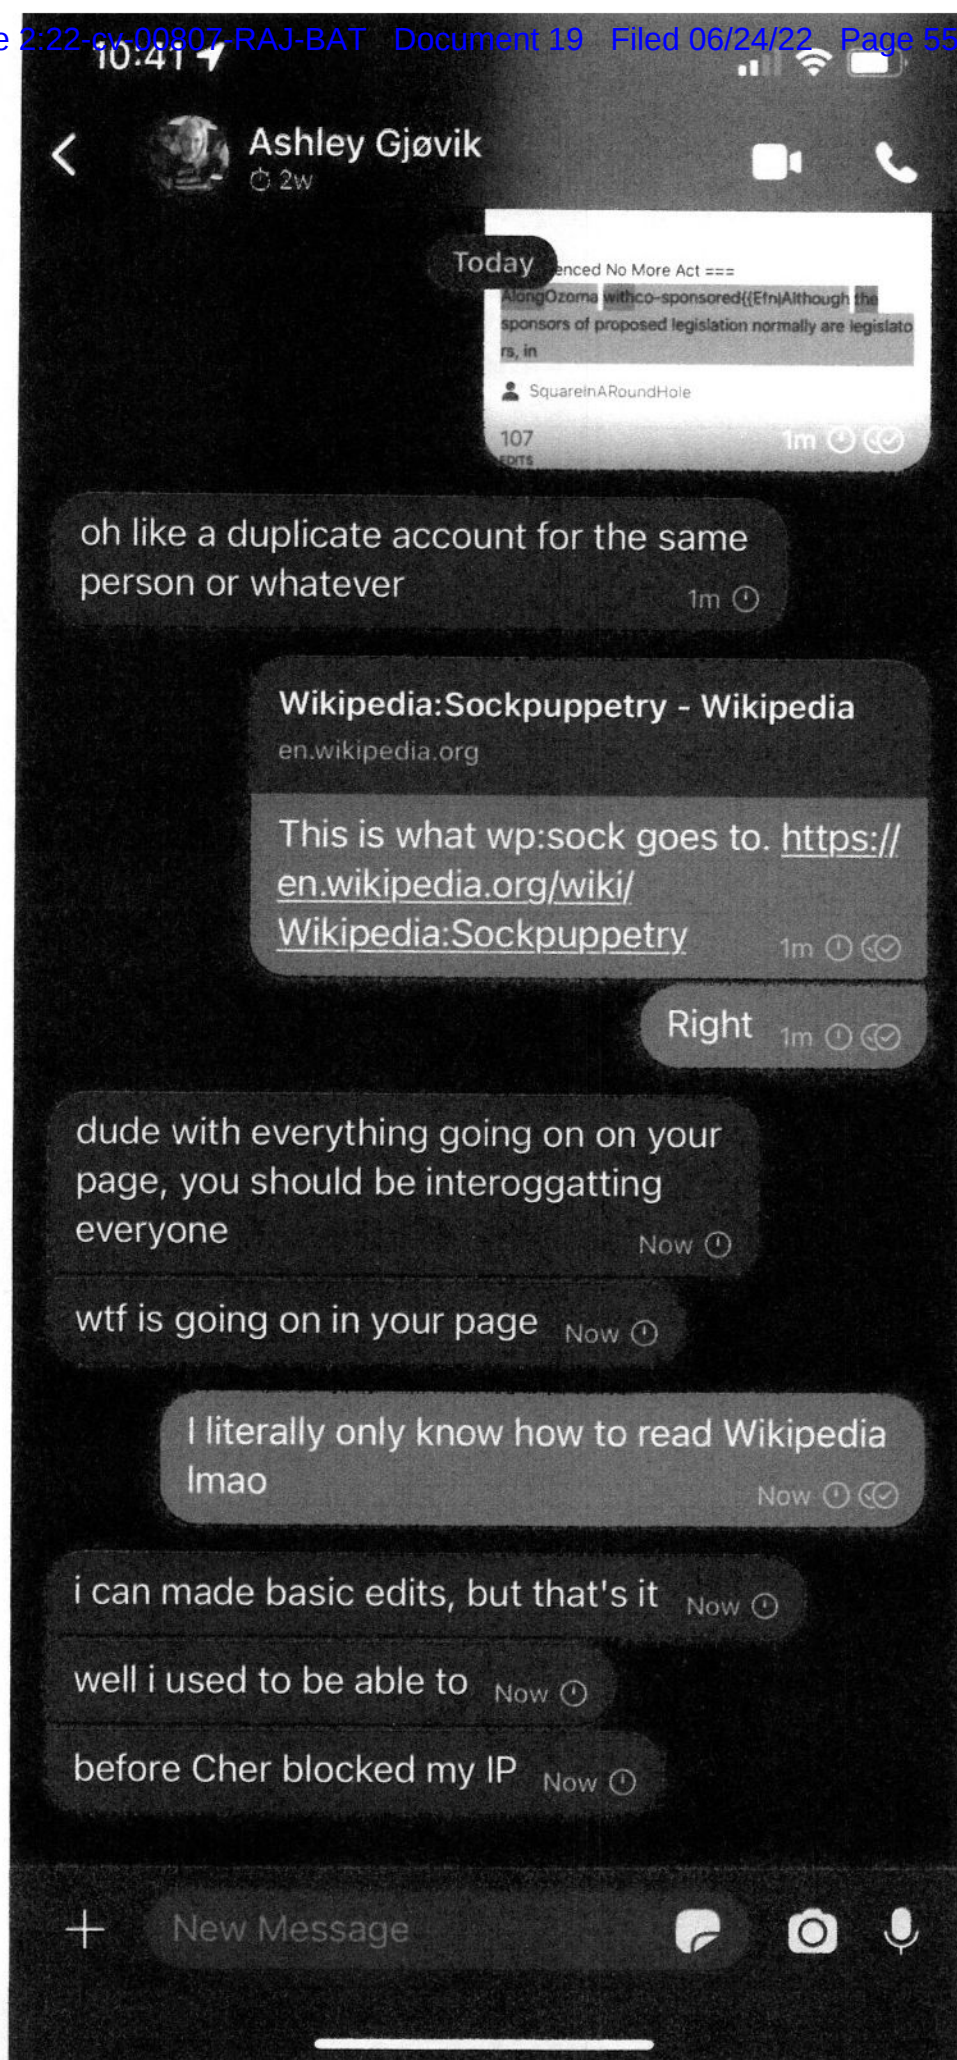 e 2:22-cv-00807-RAJ-BAT Document 19 Filed 06/24/22 Page 55
10:41
Ashley Gjøvik
2w
Today
enced No More Act ===
AlongOzoma withco-sponsored{{Efn|Although the
sponsors of proposed legislation normally are legislato
rs, in
SquareInARoundHole
107
EDITS
1m
oh like a duplicate account for the same
person or whatever
1m
Wikipedia:Sockpuppetry - Wikipedia
en.wikipedia.org
This is what wp:sock goes to. https://
en.wikipedia.org/wiki/
Wikipedia:Sockpuppetry
1m
Right 1m
dude with everything going on on your
page, you should be interoggatting
everyone
Now
wtf is going on in your page Now
I literally only know how to read Wikipedia
lmao
Now
i can made basic edits, but that's it Now
well i used to be able to Now
before Cher blocked my IP Now
New Message